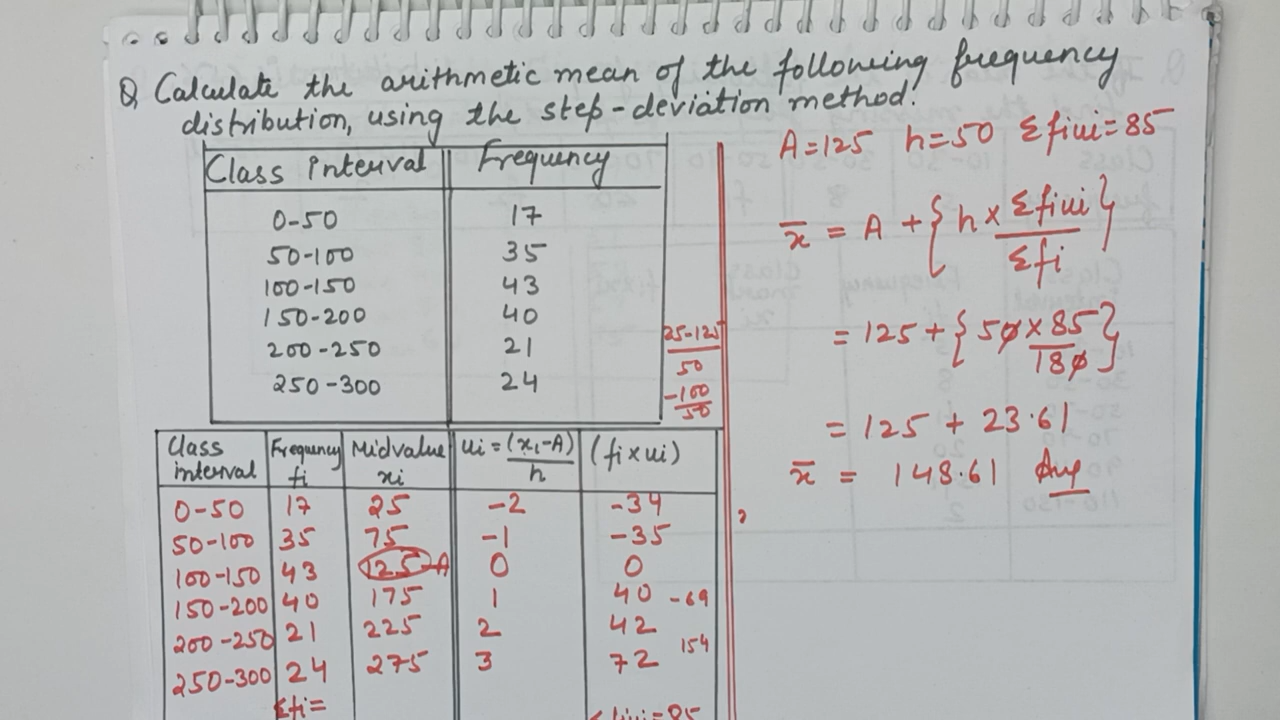 Q Calculate the arithmetic mean of the following frequency
distribution, using the step-deviation method.
Class Interval Frequency
0-50 17
50-100 35
100-150 43
150-200 40
200-250 21
250-300 24
25-125
50
-100
50
Class interval Frequency fi Midvalue xi ui = (xi-A)/h (fi×ui)
0-50 17 25 -2 -34
50-100 35 75 -1 -35
100-150 43 125-A 0 0
150-200 40 175 1 40 -69
200-250 21 225 2 42 154
250-300 24 275 3 72
Σfi= Σfiui=85
A=125 h=50 Σfiui=85
x̄ = A + {h × Σfiui/Σfi}
= 125 + {50 × 85/180}
= 125 + 23.61
x̄ = 148.61 Ans